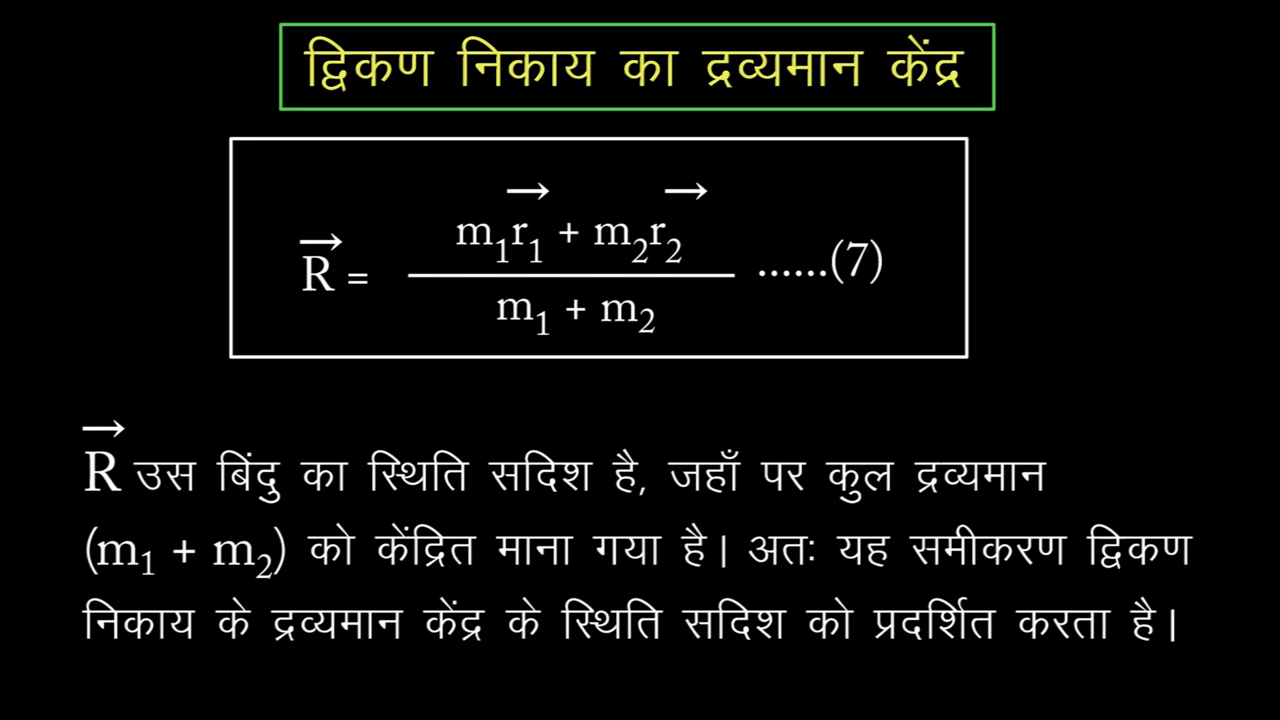 द्विकण निकाय का द्रव्यमान केंद्र
→ →
m₁r₁ + m₂r₂
→
R = ......(7)
m₁ + m₂
→
R उस बिंदु का स्थिति सदिश है, जहाँ पर कुल द्रव्यमान
(m₁ + m₂) को केंद्रित माना गया है। अतः यह समीकरण द्विकण
निकाय के द्रव्यमान केंद्र के स्थिति सदिश को प्रदर्शित करता है।